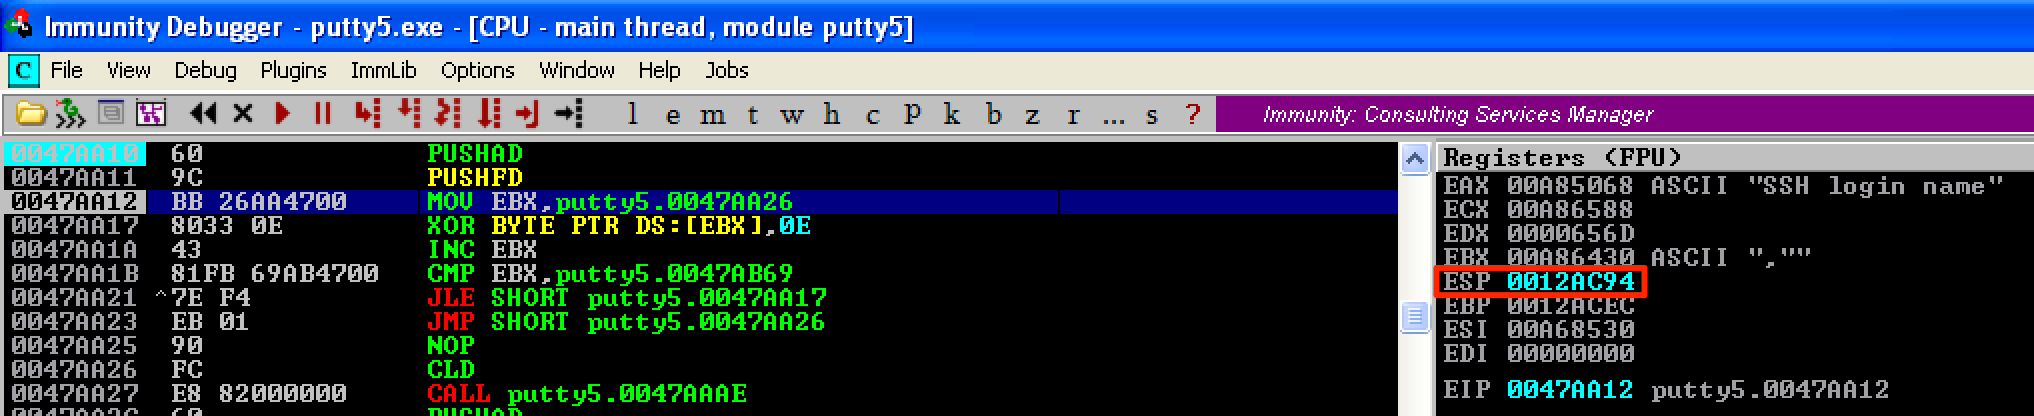 Immunity Debugger - putty5.exe - [CPU - main thread, module putty5]
C File View Debug Plugins ImmLib Options Window Help Jobs
l e m t w h c p k b z r ... s ? Immunity: Consulting Services Manager
0047AA10 60 PUSHAD
0047AA11 9C PUSHFD
0047AA12 BB 26AA4700 MOV EBX,putty5.0047AA26
0047AA17 8033 0E XOR BYTE PTR DS:[EBX],0E
0047AA1A 43 INC EBX
0047AA1B 81FB 69AB4700 CMP EBX,putty5.0047AB69
0047AA21 ^7E F4 JLE SHORT putty5.0047AA17
0047AA23 EB 01 JMP SHORT putty5.0047AA26
0047AA25 90 NOP
0047AA26 FC CLD
0047AA27 E8 82000000 CALL putty5.0047AAAE
0047AA2C 60 PUSHAD
Registers (FPU)
EAX 00A85068 ASCII "SSH login name"
ECX 00A86588
EDX 0000656D
EBX 00A86430 ASCII ",""
ESP 0012AC94
EBP 0012ACEC
ESI 00A68530
EDI 00000000
EIP 0047AA12 putty5.0047AA12